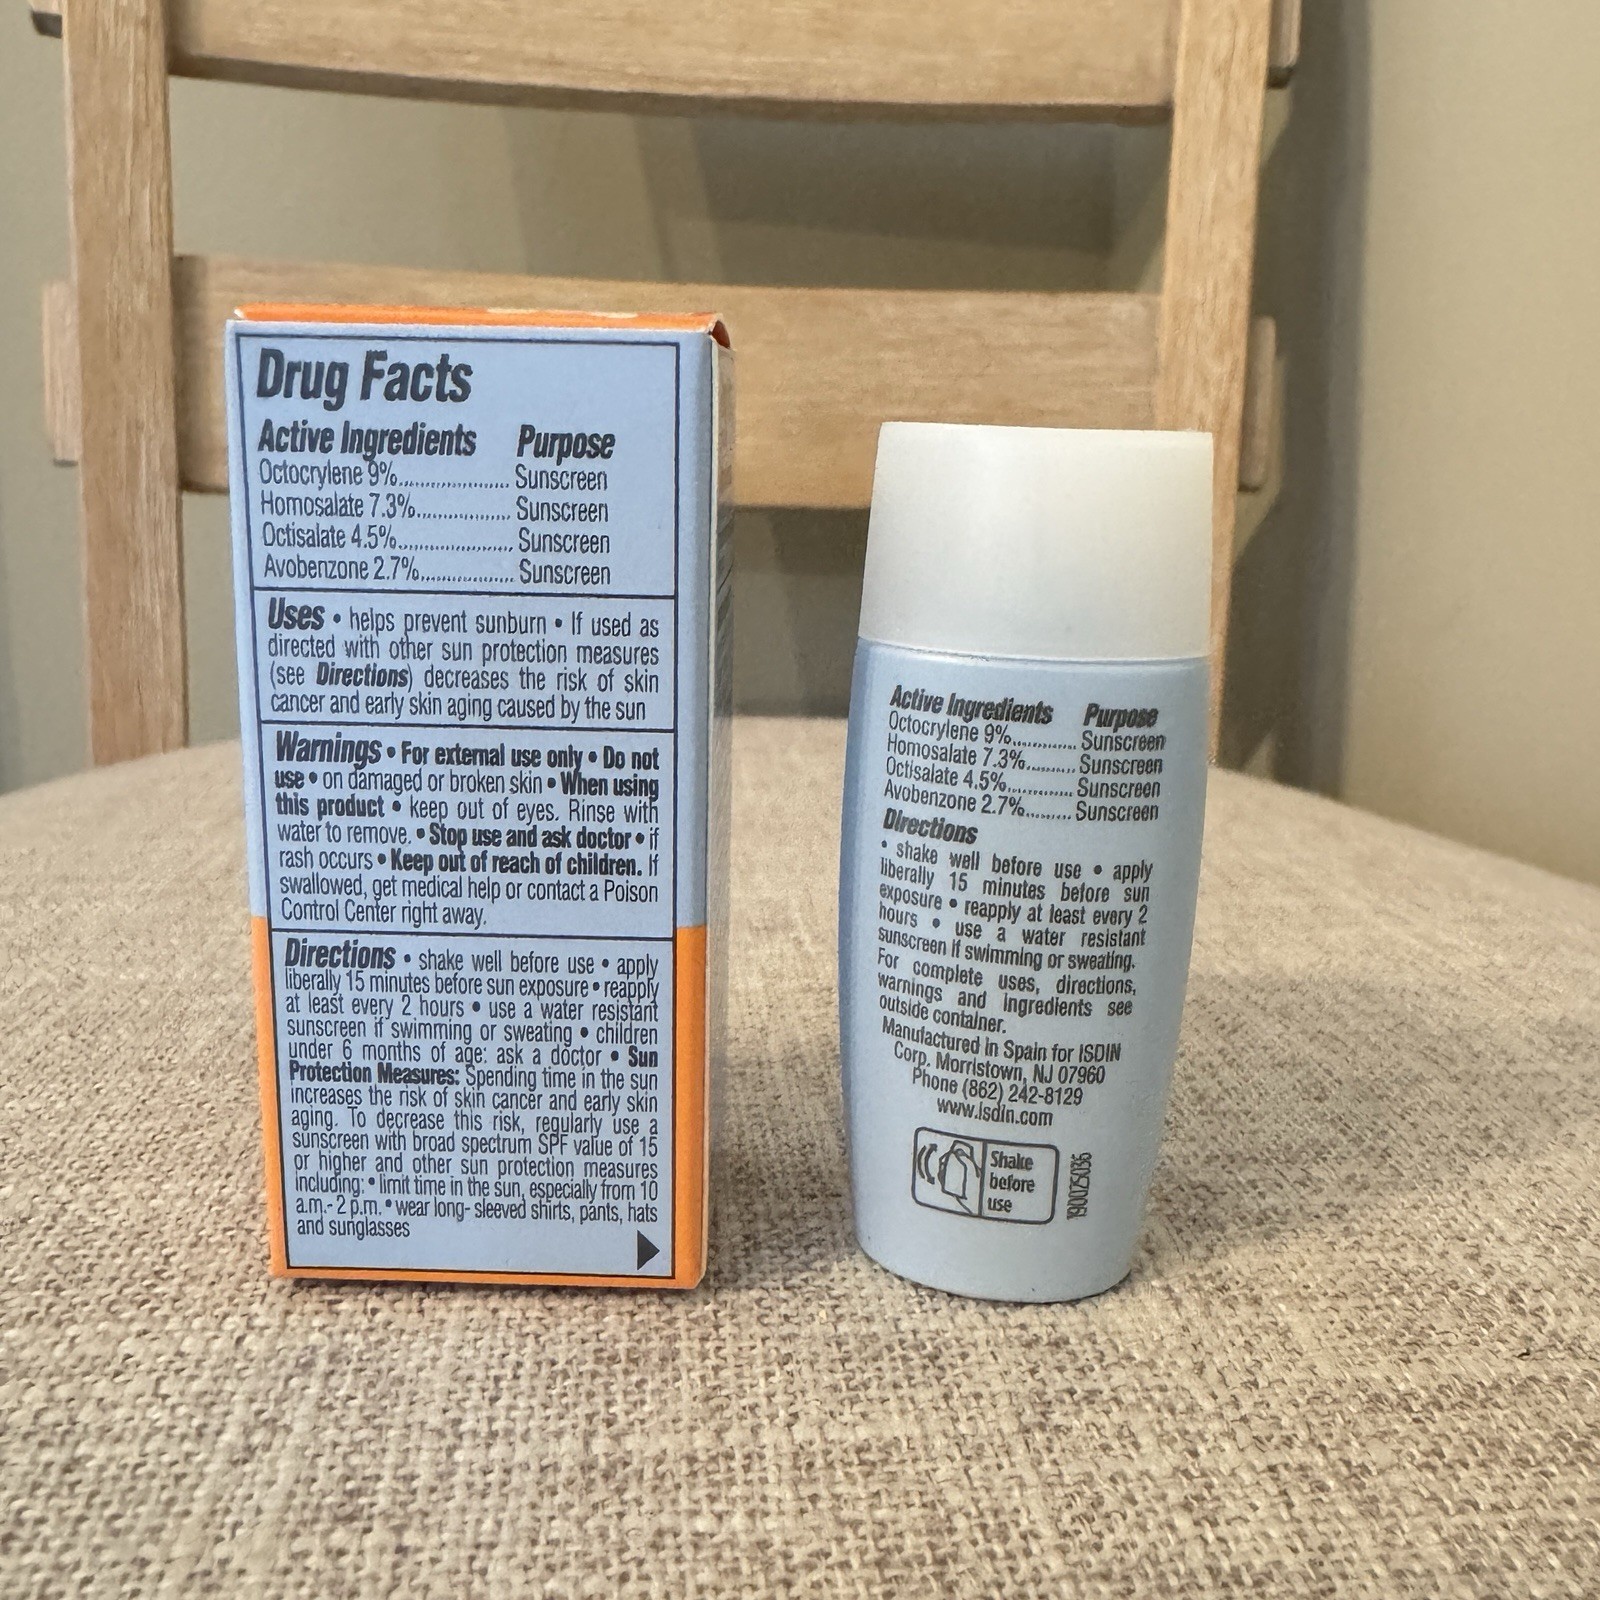 Drug Facts
Active Ingredients Purpose
Octocrylene 9%........................ Sunscreen
Homosalate 7.3%.................... Sunscreen
Octisalate 4.5%........................ Sunscreen
Avobenzone 2.7%.................... Sunscreen
Uses • helps prevent sunburn • If used as
directed with other sun protection measures
(see Directions) decreases the risk of skin
cancer and early skin aging caused by the sun
Warnings • For external use only • Do not
use • on damaged or broken skin • When using
this product • keep out of eyes. Rinse with
water to remove. • Stop use and ask doctor • if
rash occurs • Keep out of reach of children. If
swallowed, get medical help or contact a Poison
Control Center right away.
Directions • shake well before use • apply
liberally 15 minutes before sun exposure • reapply
at least every 2 hours • use a water resistant
sunscreen if swimming or sweating • children
under 6 months of age: ask a doctor • Sun
Protection Measures: Spending time in the sun
increases the risk of skin cancer and early skin
aging. To decrease this risk, regularly use a
sunscreen with broad spectrum SPF value of 15
or higher and other sun protection measures
including: • limit time in the sun, especially from 10
a.m.- 2 p.m. • wear long- sleeved shirts, pants, hats
and sunglasses
Active Ingredients Purpose
Octocrylene 9%............. Sunscreen
Homosalate 7.3%.......... Sunscreen
Octisalate 4.5%.............. Sunscreen
Avobenzone 2.7%......... Sunscreen
Directions
• shake well before use • apply
liberally 15 minutes before sun
exposure • reapply at least every 2
hours • use a water resistant
sunscreen if swimming or sweating.
For complete uses, directions,
warnings and ingredients see
outside container.
Manufactured in Spain for ISDIN
Corp. Morristown, NJ 07960
Phone (862) 242-8129
www.isdin.com
Shake
before
use
190025036